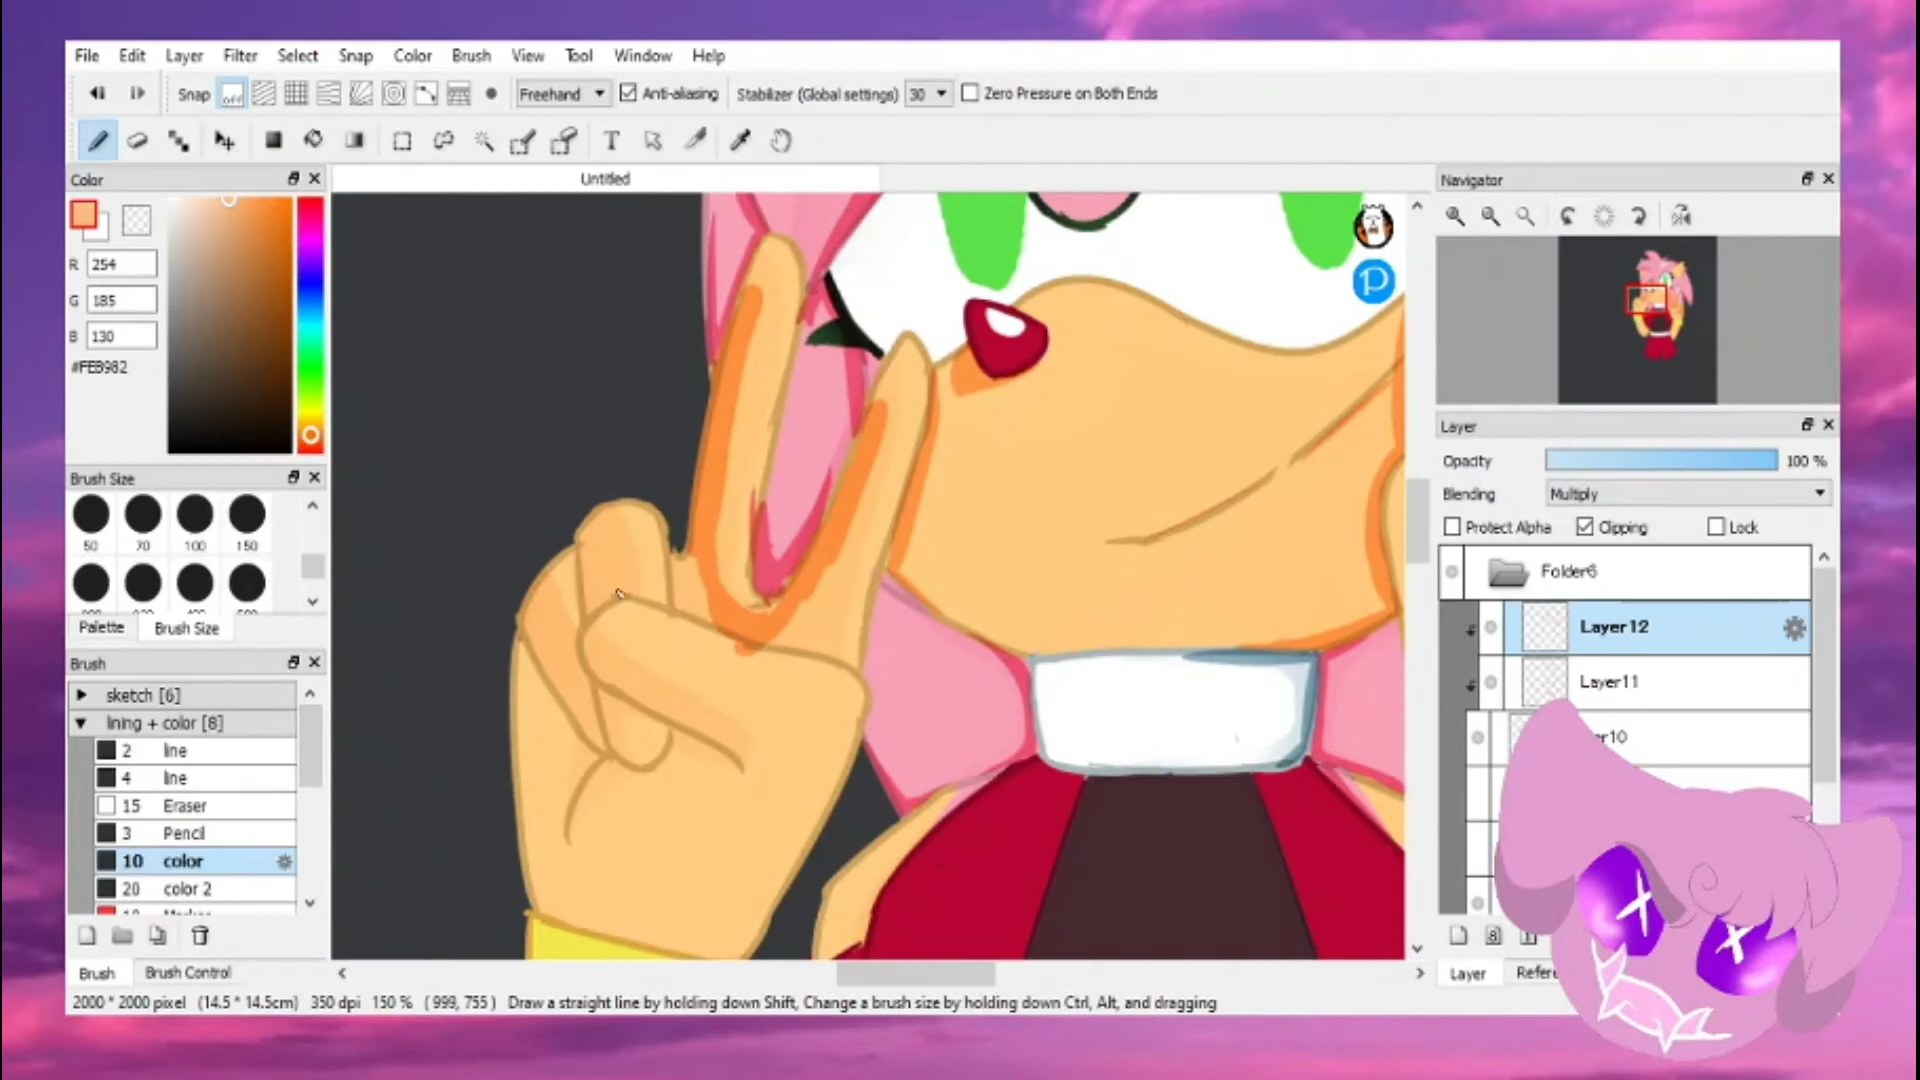 File Edit Layer Filter Select Snap Color Brush View Tool Window Help
Snap off Freehand Anti-aliasing Stabilizer (Global settings) 30 Zero Pressure on Both Ends
T
Color
R 254
G 185
B 130
#FEB982
Brush Size
50 70 100 150
Palette Brush Size
Brush
sketch [6]
lining + color [8]
2 line
4 line
15 Eraser
3 Pencil
10 color
20 color 2
Brush Brush Control
Untitled
P
Navigator
Layer
Opacity 100 %
Blending Multiply
Protect Alpha Clipping Lock
Folder6
Layer12
Layer11
er10
8 1
Layer Refere
2000 * 2000 pixel (14.5 * 14.5cm) 350 dpi 150 % ( 999, 755 ) Draw a straight line by holding down Shift, Change a brush size by holding down Ctrl, Alt, and dragging